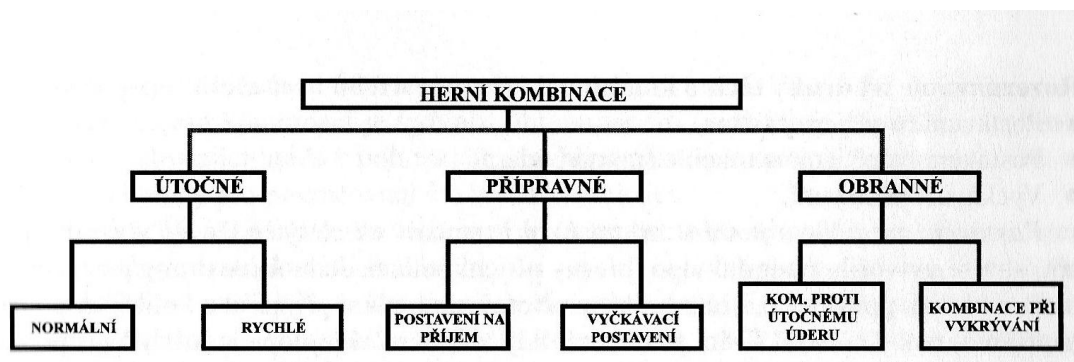 HERNÍ KOMBINACE
ÚTOČNÉ
PŘÍPRAVNÉ
OBRANNÉ
NORMÁLNÍ
RYCHLÉ
POSTAVENÍ NA
PŘÍJEM
VYČKÁVACÍ
POSTAVENÍ
KOM. PROTI
ÚTOČNÉMU
ÚDERU
KOMBINACE PŘI
VYKRÝVÁNÍ